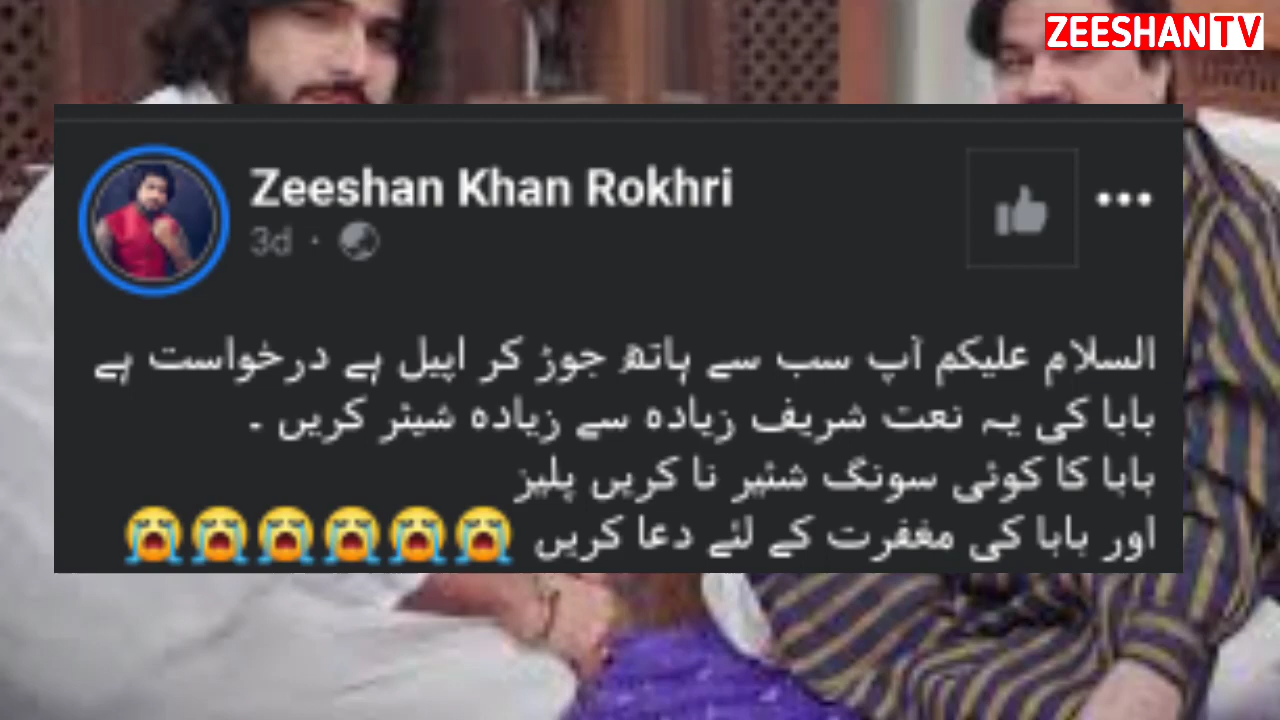 ZEESHAN TV
Zeeshan Khan Rokhri
3d ·
السلام علیکم آپ سب سے ہاتھ جوڑ کر اپیل ہے درخواست ہے
بابا کی یہ نعت شریف زیادہ سے زیادہ شیئر کریں ۔
بابا کا کوئی سونگ شئیر نا کریں پلیز
اور بابا کی مغفرت کے لئے دعا کریں 😭😭😭😭😭😭